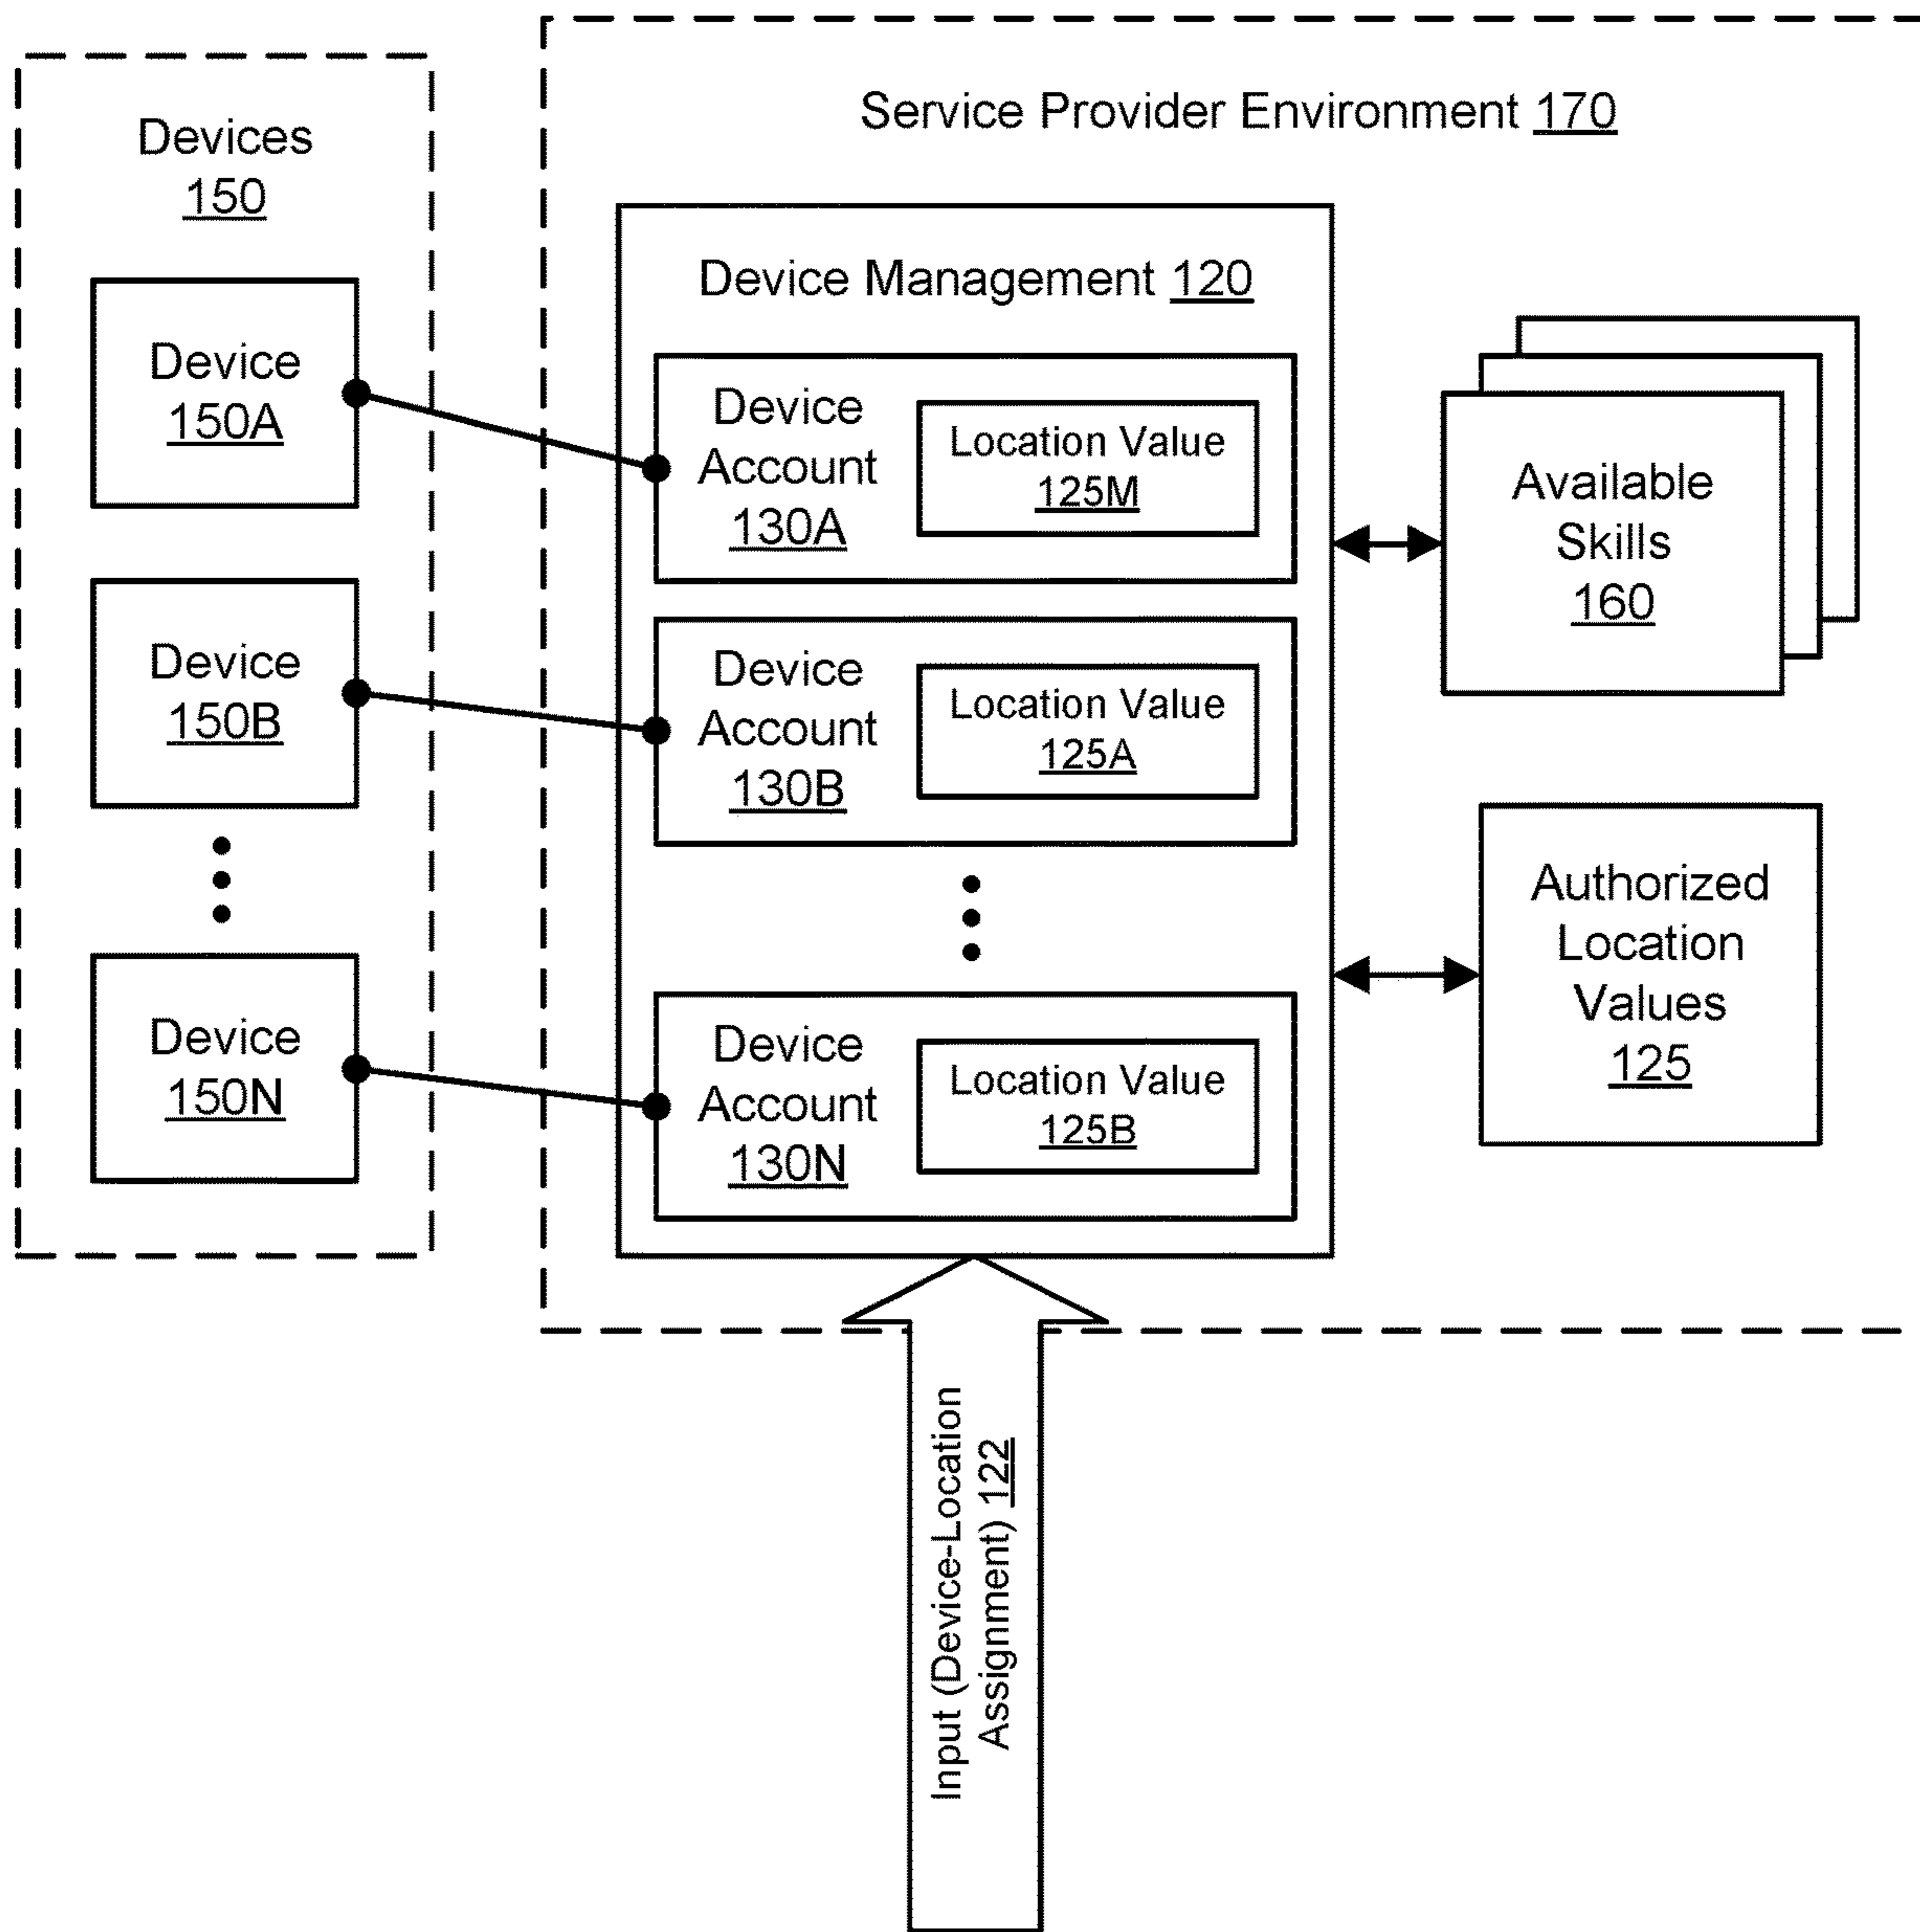 Service Provider Environment 170
Devices
150
Device
150A
Device
150B
Device
150N
Device Management 120
Device
Account
130A
Location Value
125M
Device
Account
130B
Location Value
125A
Device
Account
130N
Location Value
125B
Available
Skills
160
Authorized
Location
Values
125
Input (Device-Location
Assignment) 122